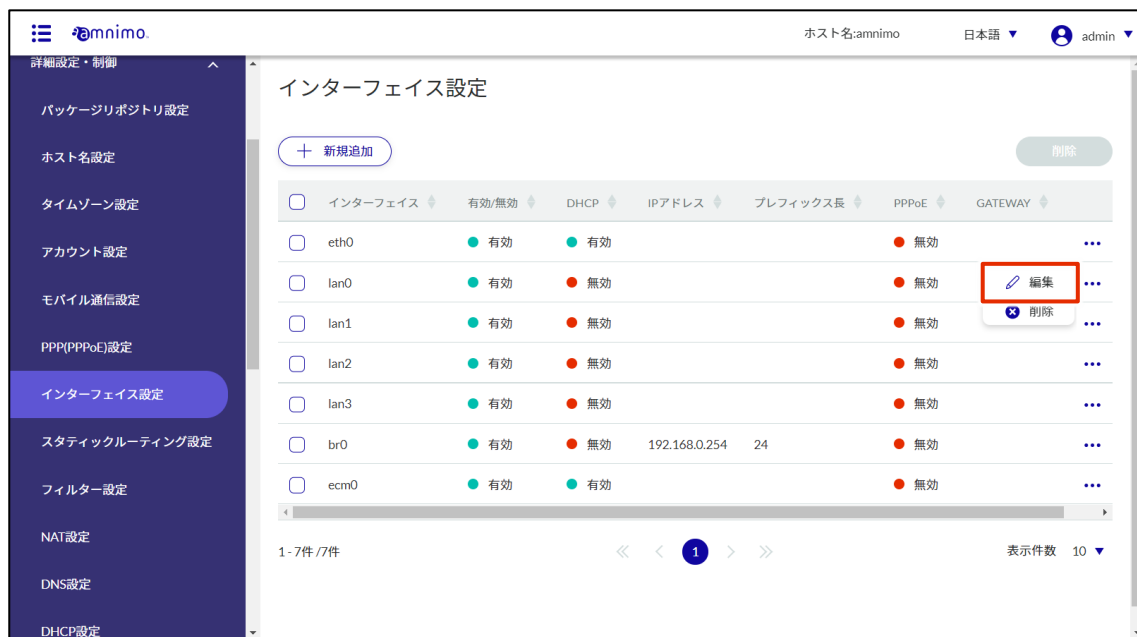 amnimo.
ホスト名:amnimo 日本語 admin
詳細設定・制御
パッケージリポジトリ設定
ホスト名設定
タイムゾーン設定
アカウント設定
モバイル通信設定
PPP(PPPoE)設定
インターフェイス設定
スタティックルーティング設定
フィルター設定
NAT設定
DNS設定
DHCP設定
インターフェイス設定
新規追加 削除
インターフェイス 有効/無効 DHCP IPアドレス プレフィックス長 PPPoE GATEWAY
eth0 有効 有効 無効
lan0 有効 無効 無効 編集
削除
lan1 有効 無効 無効
lan2 有効 無効 無効
lan3 有効 無効 無効
br0 有効 無効 192.168.0.254 24 無効
ecm0 有効 有効 無効
1 - 7件 /7件 1 表示件数 10